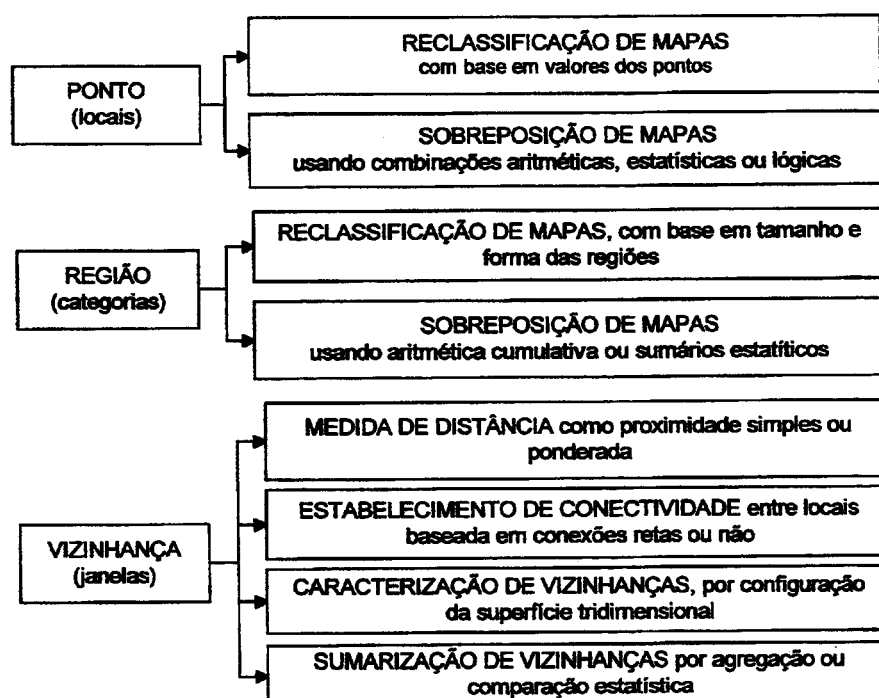 PONTO
(locais)
RECLASSIFICAÇÃO DE MAPAS
com base em valores dos pontos
SOBREPOSIÇÃO DE MAPAS
usando combinações aritméticas, estatísticas ou lógicas
REGIÃO
(categorias)
RECLASSIFICAÇÃO DE MAPAS, com base em tamanho e
forma das regiões
SOBREPOSIÇÃO DE MAPAS
usando aritmética cumulativa ou sumários estatíticos
VIZINHANÇA
(janelas)
MEDIDA DE DISTÂNCIA como proximidade simples ou
ponderada
ESTABELECIMENTO DE CONECTIVIDADE entre locais
baseada em conexões retas ou não
CARACTERIZAÇÃO DE VIZINHANÇAS, por configuração
da superfície tridimensional
SUMARIZAÇÃO DE VIZINHANÇAS por agregação ou
comparação estatística